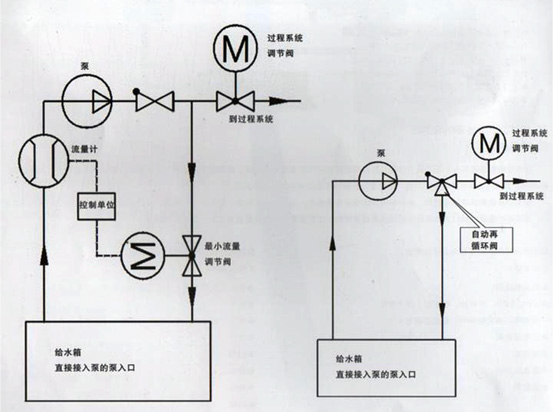 过程系统
调节阀
M
泵
到过程系统
流量计
控制单位
M
最小流量
调节阀
给水箱
直接接入泵的泵入口
过程系统
调节阀
M
泵
到过程系统
自动再
循环阀
给水箱
直接接入泵的泵入口